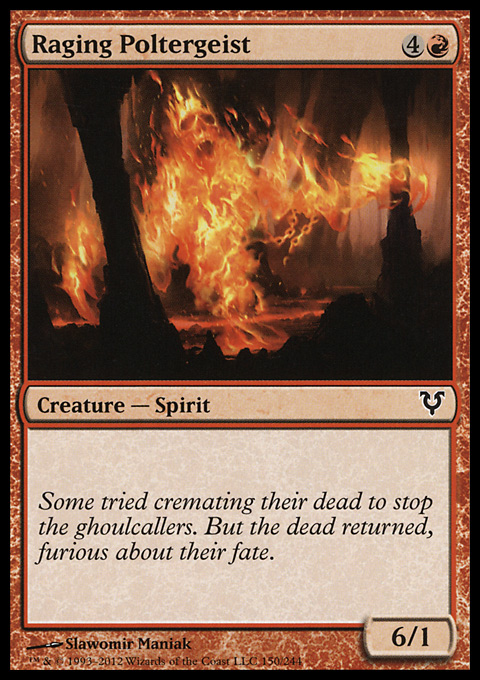 Raging Poltergeist 4
Creature — Spirit
Some tried cremating their dead to stop
the ghoulcallers. But the dead returned,
furious about their fate.
6/1
Slawomir Maniak
™ & © 1993–2012 Wizards of the Coast LLC 150/244